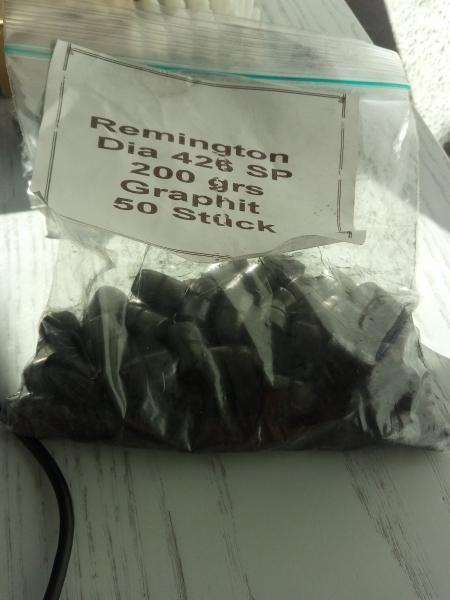 Remington
Dia 426 SP
200 grs
Graphit
50 Stück